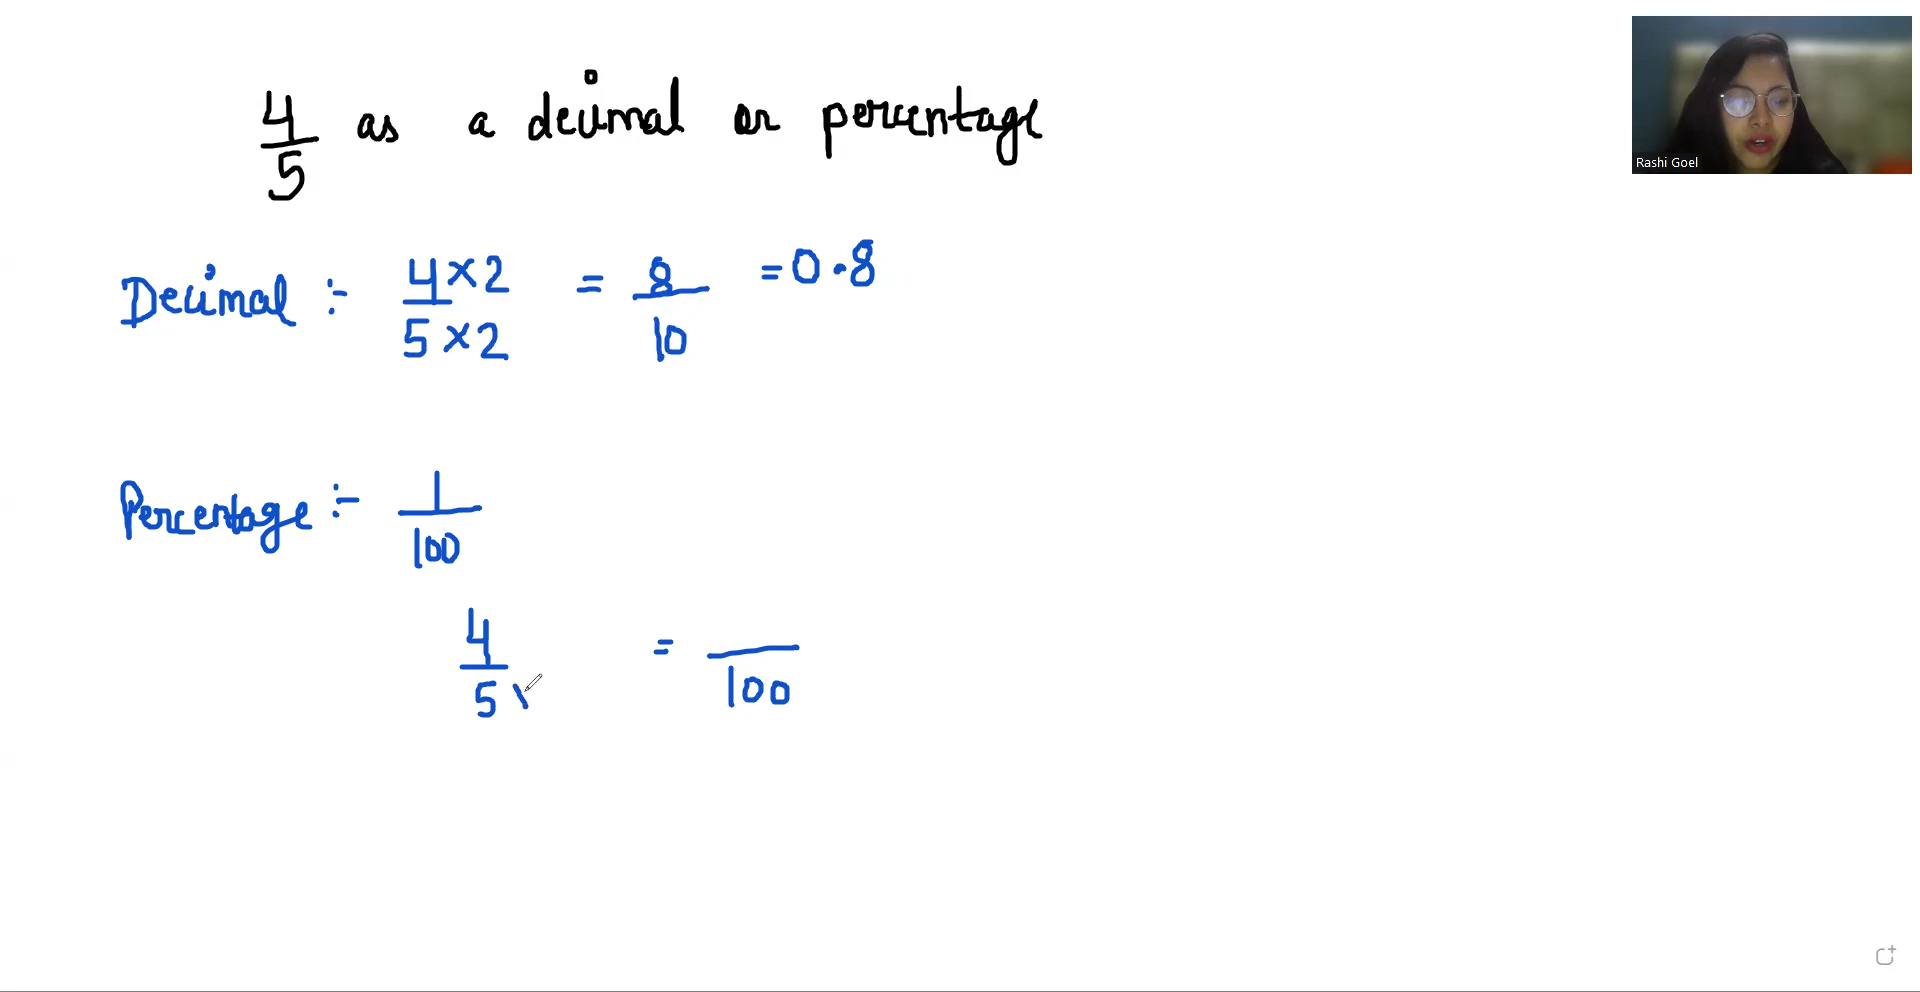 4/5 as a decimal or percentage
Rashi Goel
Decimal :- 4×2/5×2 = 8/10 = 0.8
Percentage :- 1/100
4/5 = /100